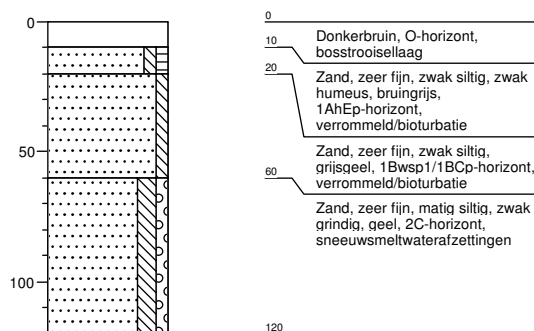 0
50
100
0
Donkerbruin, O-horizont,
bosstrooisellaag
10
Zand, zeer fijn, zwak siltig, zwak
humeus, bruingrijs,
1AhEp-horizont,
verrommeld/bioturbatie
20
Zand, zeer fijn, zwak siltig,
grijsgeel, 1Bwsp1/1BCp-horizont,
verrommeld/bioturbatie
60
Zand, zeer fijn, matig siltig, zwak
grindig, geel, 2C-horizont,
sneeuwsmeltwaterafzettingen
120